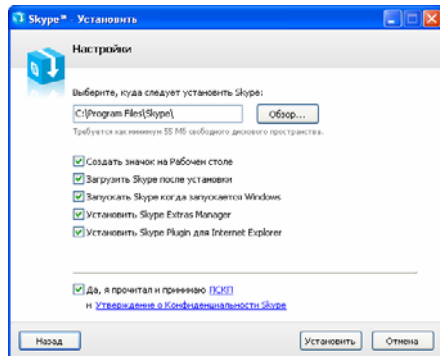 Skype™ - Установить
Настройки
Выберите, куда следует установить Skype:
C:\Program Files\Skype\
Обзор...
Требуется как минимум 55 Мб свободного дискового пространства.
Создать значок на Рабочем столе
Загрузить Skype после установки
Запускать Skype когда запускается Windows
Установить Skype Extras Manager
Установить Skype Plugin для Internet Explorer
Да, я прочитал и принимаю ПСКП
и Утверждение о Конфиденциальности Skype
Назад
Установить
Отмена